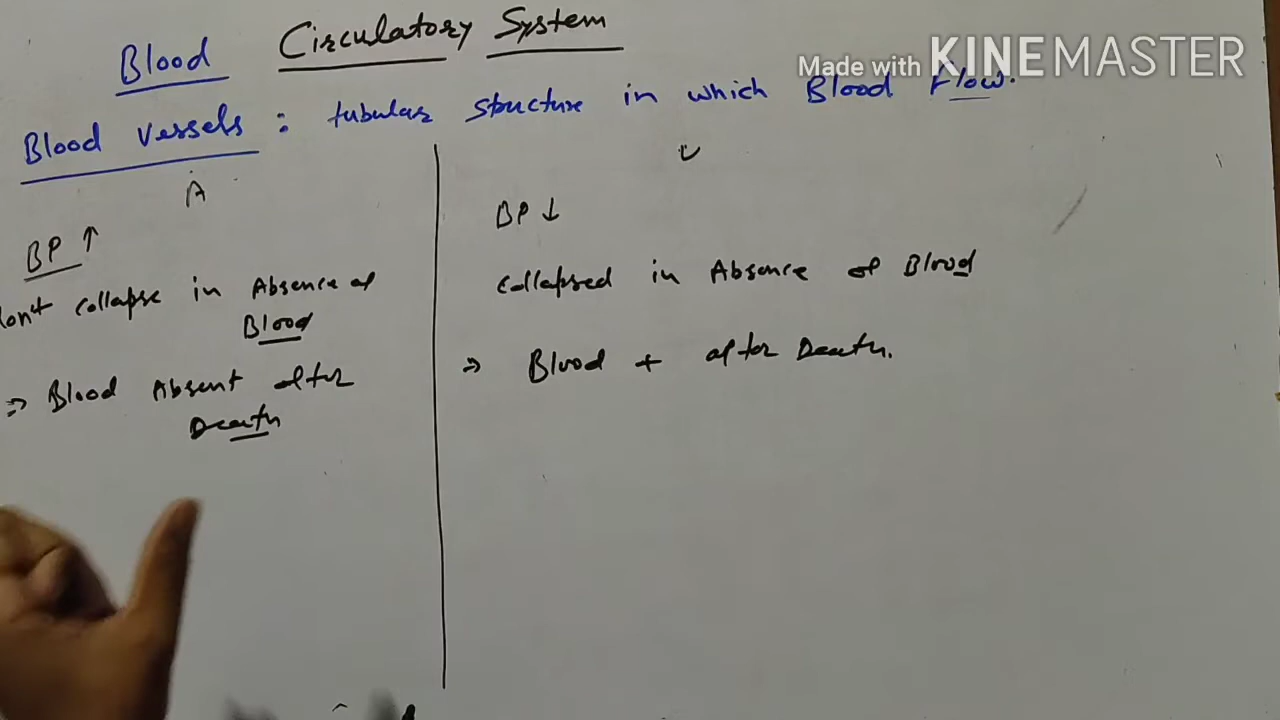 Blood Circulatory System
Made with KINEMASTER
Blood Vessels : tubular structure in which Blood Flow.
A
V
BP ↑
BP ↓
Don't collapse in Absence of
Blood
Collapsed in Absence of Blood
⇒ Blood Absent after
Death
⇒ Blood + after Death.